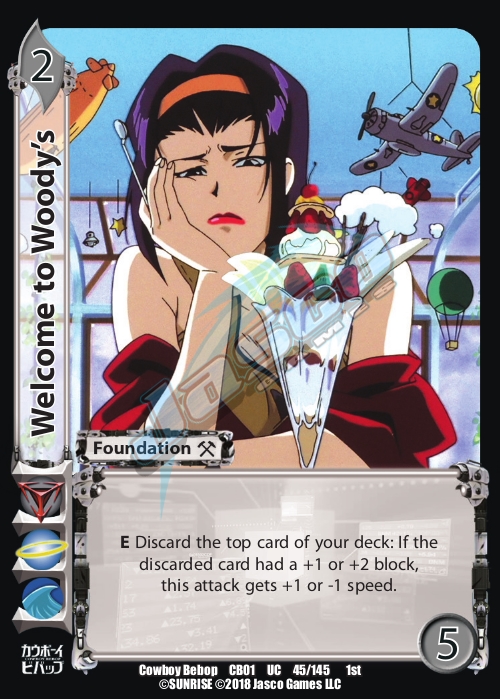 2
Welcome to Woody's
Foundation
E Discard the top card of your deck: If the
discarded card had a +1 or +2 block,
this attack gets +1 or -1 speed.
5
カウボーイ
ビバップ
Cowboy Bebop CB01 UC 45/145 1st
©SUNRISE ©2018 Jasco Games LLC